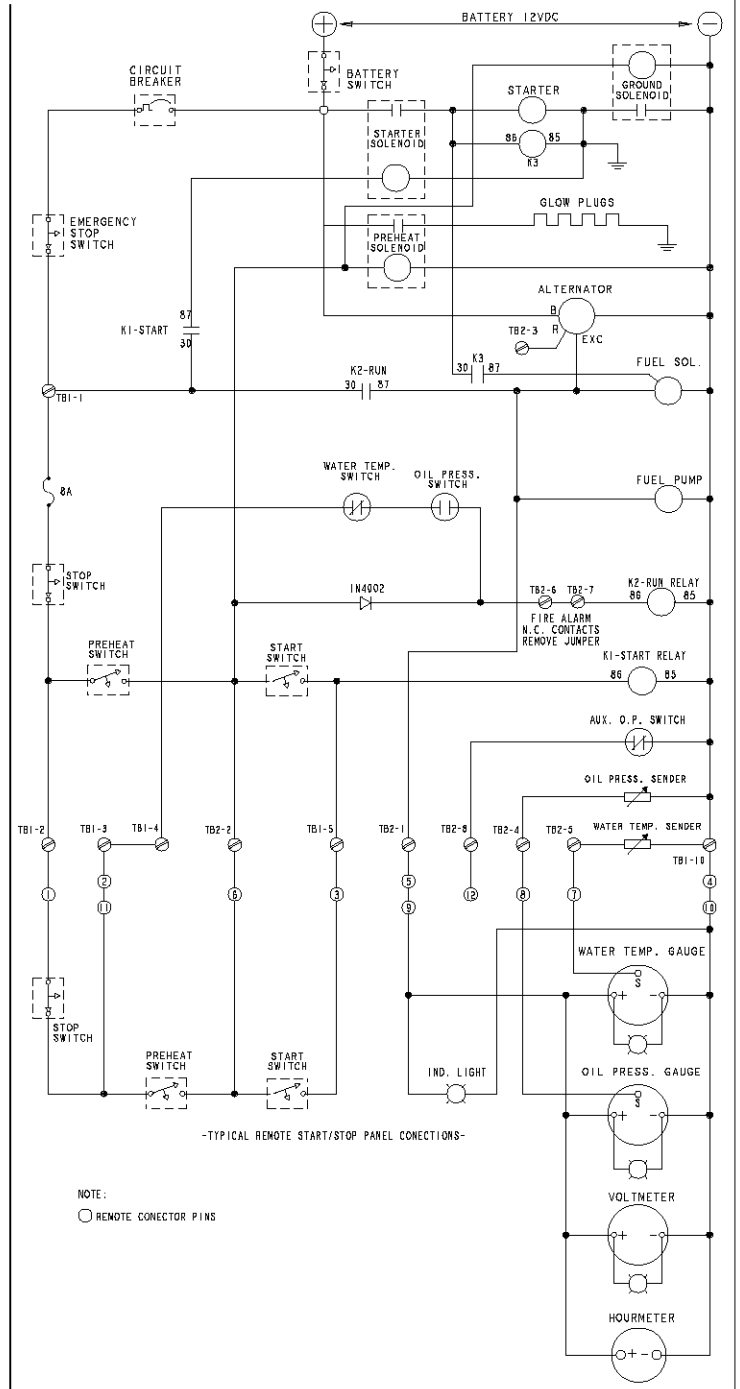 BATTERY 12VDC
+
-
CIRCUIT
BREAKER
BATTERY
SWITCH
STARTER
GROUND
SOLENOID
STARTER
SOLENOID
86
85
K3
EMERGENCY
STOP
SWITCH
GLOW PLUGS
PREHEAT
SOLENOID
ALTERNATOR
B
R
EXC
TB2-3
K1-START
87
30
K2-RUN
30
87
K3
30
87
FUEL SOL.
TB1-1
8A
WATER TEMP.
SWITCH
OIL PRESS.
SWITCH
FUEL PUMP
STOP
SWITCH
1N4002
TB2-6
TB2-7
K2-RUN RELAY
86
85
FIRE ALARM
N.C. CONTACTS
REMOVE JUMPER
PREHEAT
SWITCH
START
SWITCH
K1-START RELAY
86
85
AUX. O.P. SWITCH
OIL PRESS. SENDER
TB1-2
TB1-3
TB1-4
TB2-2
TB1-5
TB2-1
TB2-8
TB2-4
TB2-5
WATER TEMP. SENDER
TB1-10
1
2
11
6
3
5
9
12
8
7
4
10
WATER TEMP. GAUGE
S
+ -
STOP
SWITCH
PREHEAT
SWITCH
START
SWITCH
IND. LIGHT
OIL PRESS. GAUGE
S
+ -
-TYPICAL REMOTE START/STOP PANEL CONECTIONS-
NOTE:
REMOTE CONECTOR PINS
VOLTMETER
+ -
HOURMETER
+ -